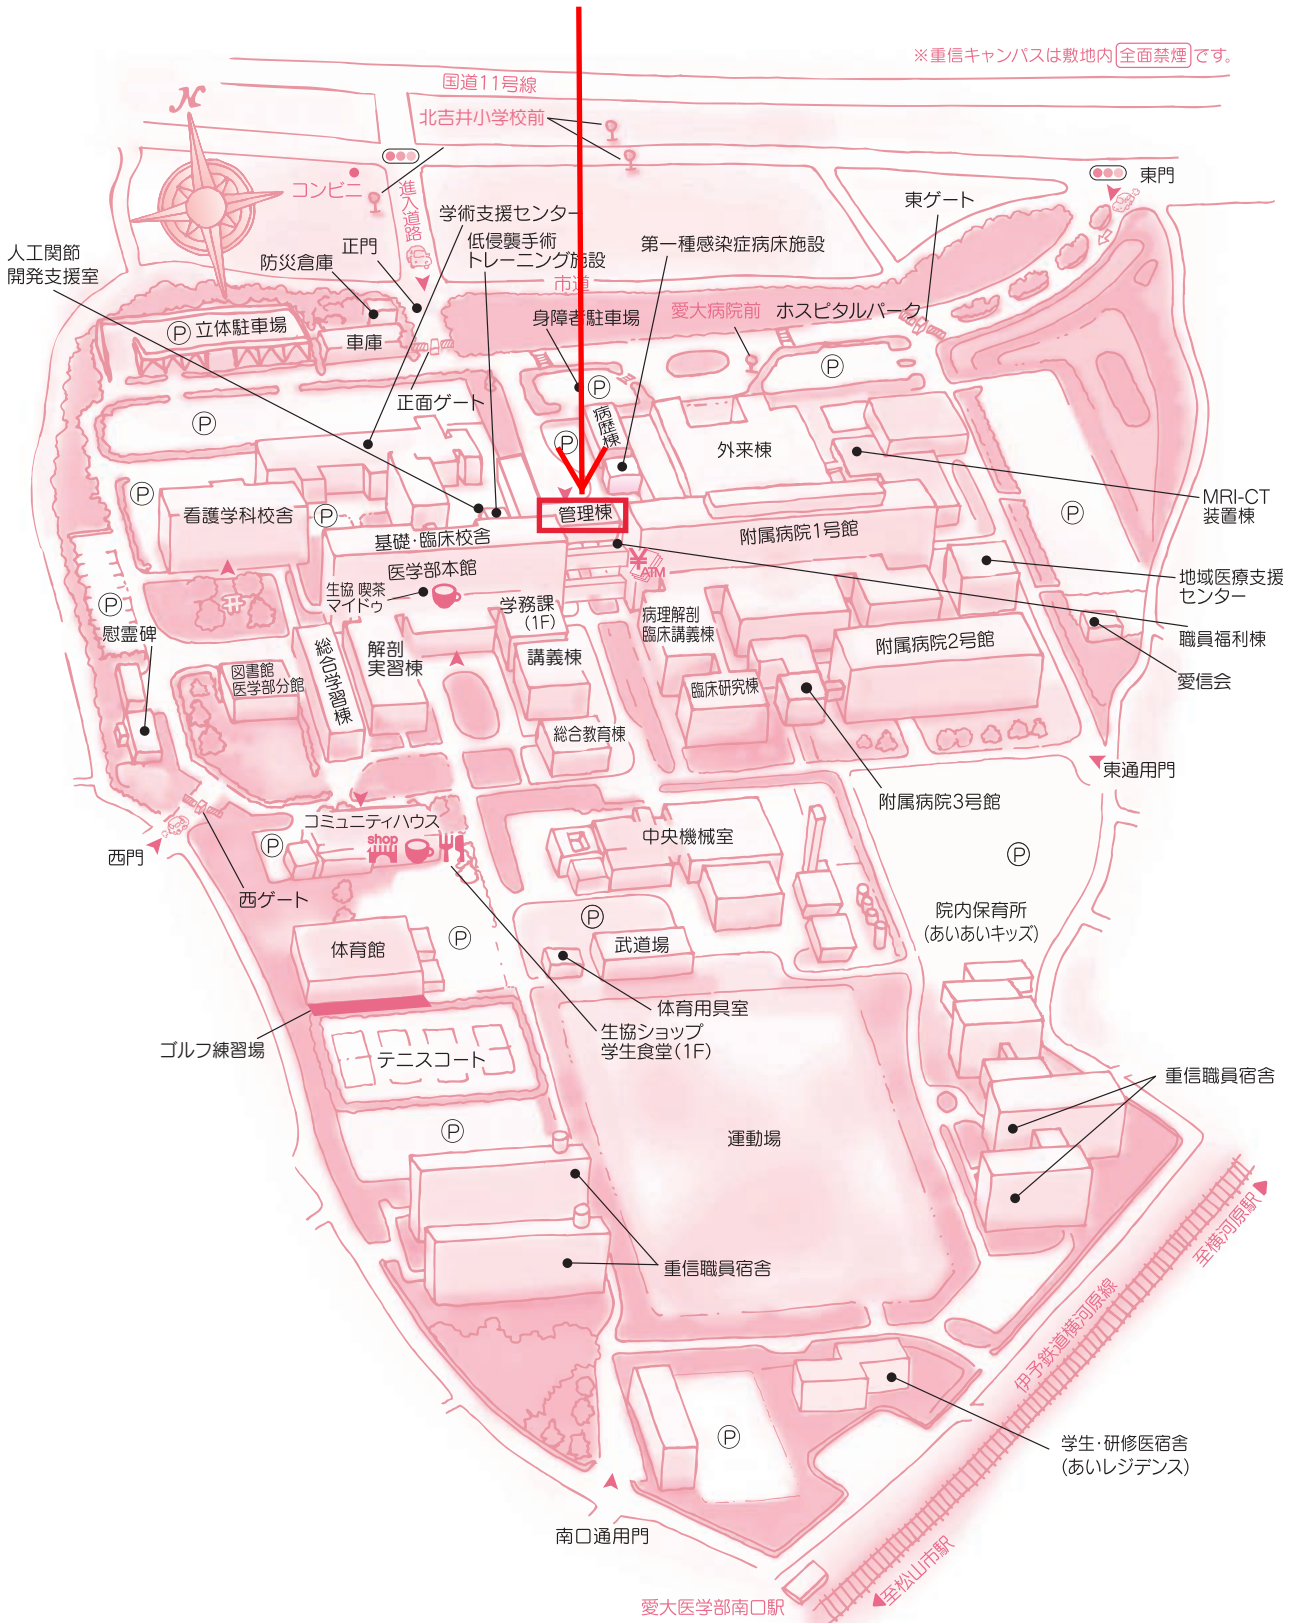 ※重信キャンパスは敷地内全面禁煙です。
国道11号線
N
北吉井小学校前
コンビニ
進入道路
東門
東ゲート
学術支援センター
低侵襲手術
トレーニング施設
第一種感染症病床施設
人工関節
開発支援室
防災倉庫
正門
市道
愛大病院前
ホスピタルパーク
身障者駐車場
P 立体駐車場
車庫
P
P
正面ゲート
P
病歴棟
P
外来棟
P
P
P
MRI-CT
装置棟
P
看護学科校舎
管理棟
基礎・臨床校舎
附属病院1号館
医学部本館
¥
ATM
生協 喫茶
マイドゥ
地域医療支援
センター
P
慰霊碑
学務課
(1F)
病理解剖
臨床講義棟
職員福利棟
附属病院2号館
総合学習棟
解剖
実習棟
講義棟
図書館
医学部分館
臨床研究棟
愛信会
総合教育棟
東通用門
附属病院3号館
コミュニティハウス
shop
P
中央機械室
西門
P
西ゲート
院内保育所
(あいあいキッズ)
P
P
体育館
武道場
体育用具室
生協ショップ
学生食堂(1F)
ゴルフ練習場
テニスコート
重信職員宿舎
P
運動場
至横河原駅
重信職員宿舎
伊予鉄道横河原線
P
学生・研修医宿舎
(あいレジデンス)
南口通用門
至松山市駅
愛大医学部南口駅